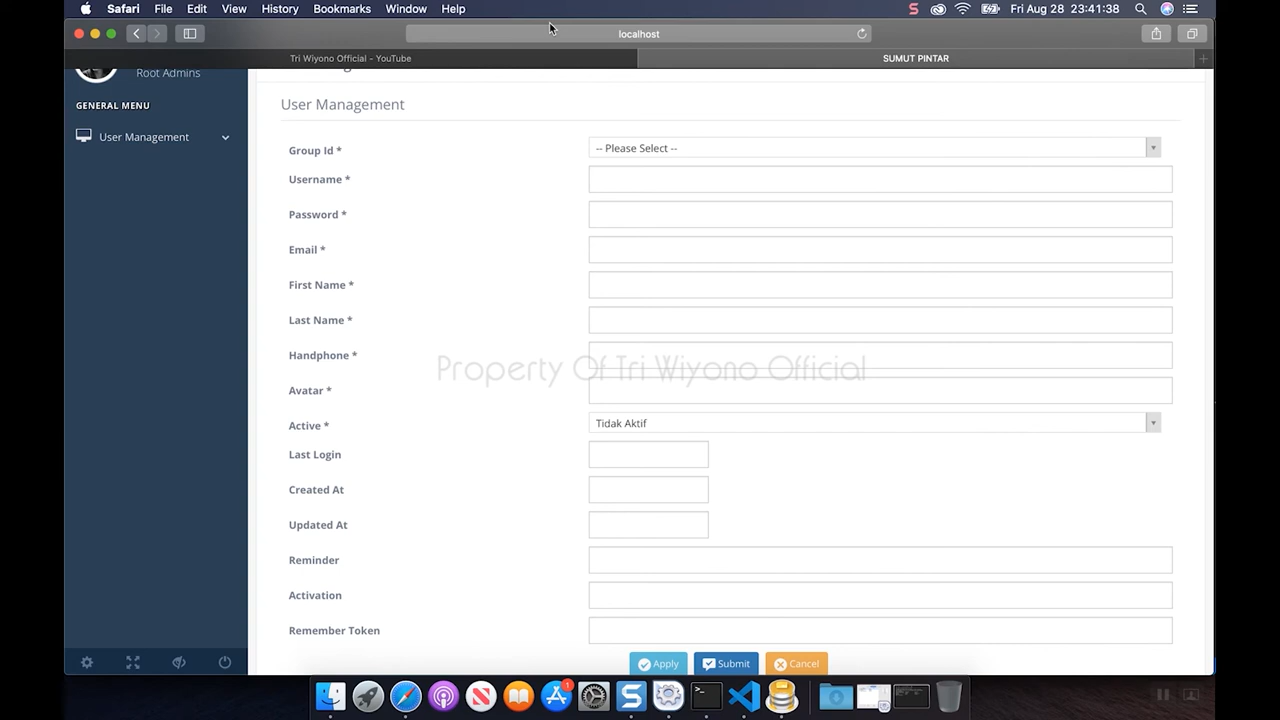 Safari File Edit View History Bookmarks Window Help S Fri Aug 28 23:41:38
localhost
Tri Wiyono Official - YouTube SUMUT PINTAR
Root Admins
GENERAL MENU
User Management
User Management
Group Id * -- Please Select --
Username *
Password *
Email *
First Name *
Last Name *
Handphone *
Property Of Tri Wiyono Official
Avatar *
Active * Tidak Aktif
Last Login
Created At
Updated At
Reminder
Activation
Remember Token
Apply Submit Cancel
1